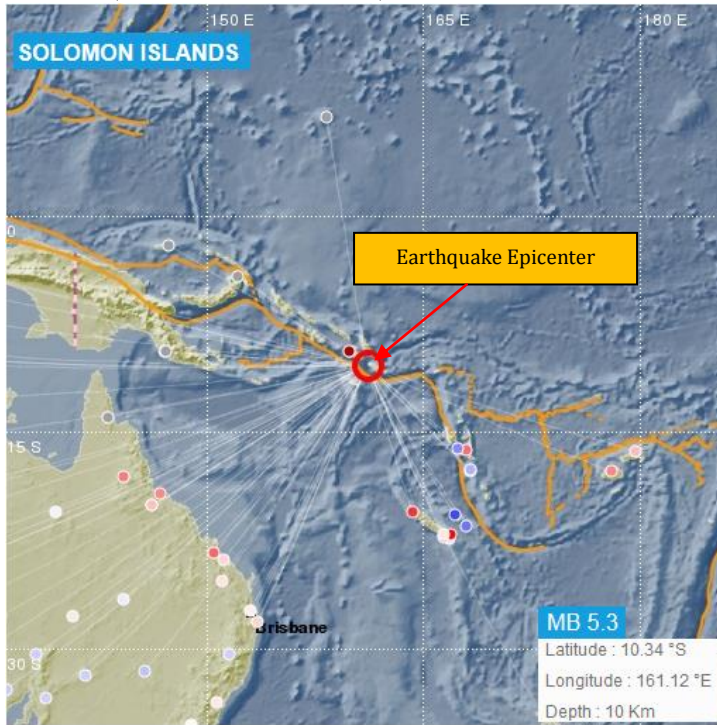 150 E
165 E
180 E
SOLOMON ISLANDS
0
Earthquake Epicenter
15 S
Brisbane
MB 5.3
30 S
Latitude : 10.34 °S
Longitude : 161.12 °E
Depth : 10 Km